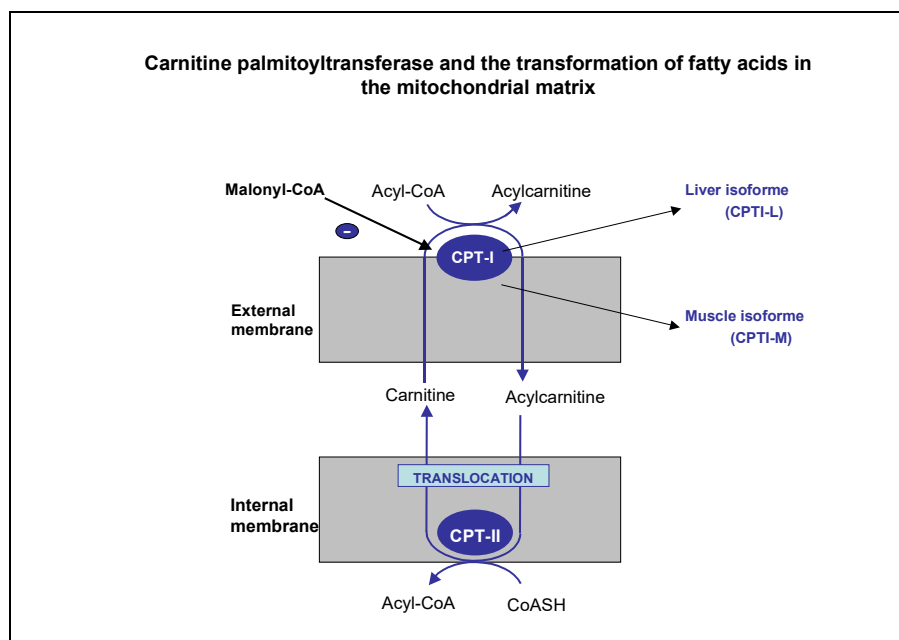 Carnitine palmitoyltransferase and the transformation of fatty acids in
the mitochondrial matrix
Malonyl-CoA
Acyl-CoA
Acylcarnitine
Liver isoforme
(CPTI-L)
–
CPT-I
External
membrane
Muscle isoforme
(CPTI-M)
Carnitine
Acylcarnitine
TRANSLOCATION
Internal
membrane
CPT-II
Acyl-CoA
CoASH